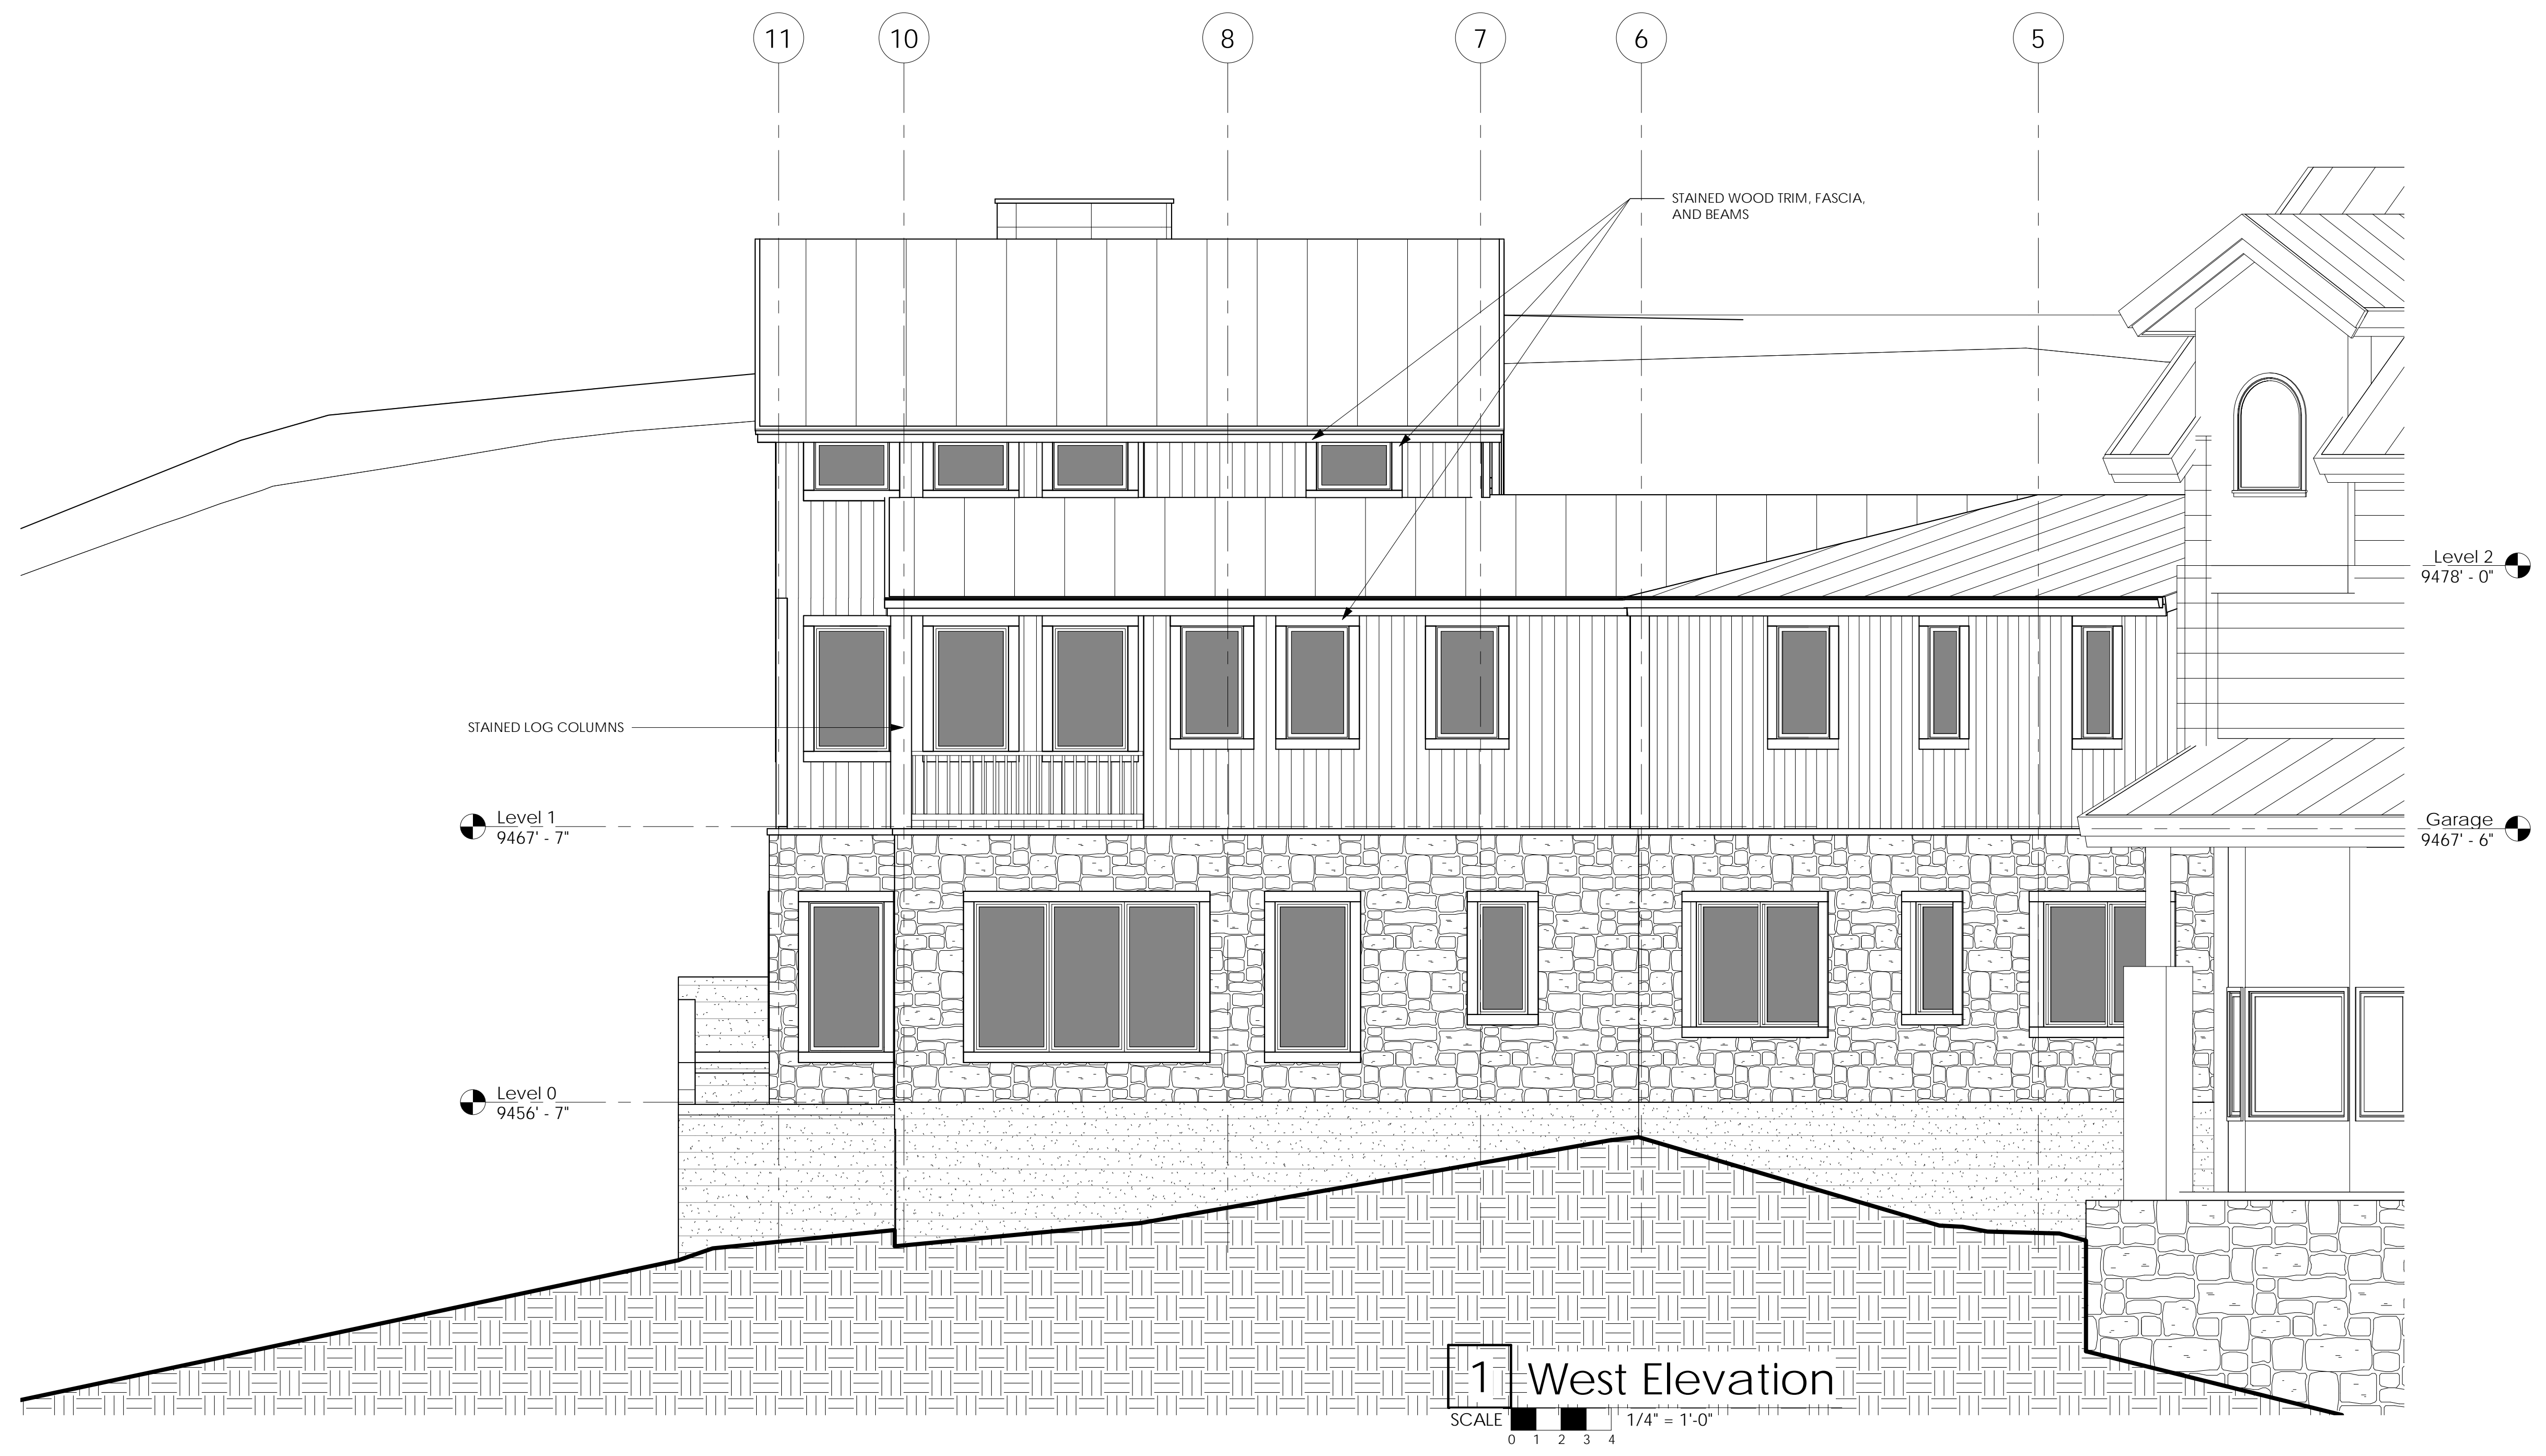 11 10 8 7 6 5
STAINED WOOD TRIM, FASCIA,
AND BEAMS
Level 2
9478' - 0"
STAINED LOG COLUMNS
Level 1
9467' - 7"
Garage
9467' - 6"
Level 0
9456' - 7"
1 West Elevation
SCALE 1/4" = 1'-0"
0 1 2 3 4